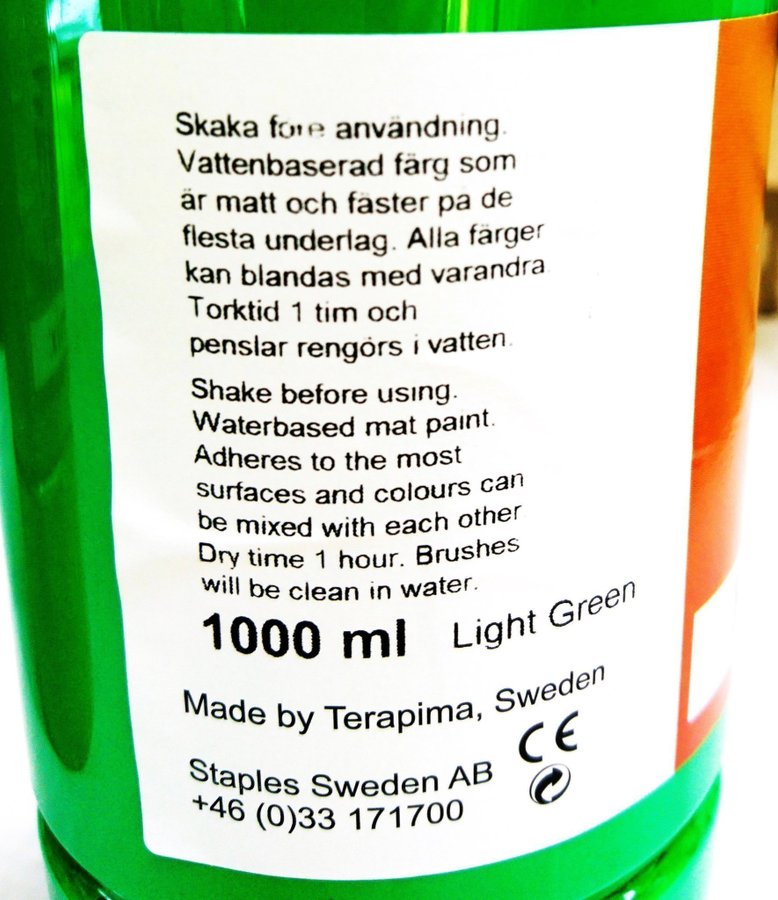 Skaka före användning.
Vattenbaserad färg som
är matt och fäster på de
flesta underlag. Alla färger
kan blandas med varandra.
Torktid 1 tim och
penslar rengörs i vatten.
Shake before using.
Waterbased mat paint.
Adheres to the most
surfaces and colours can
be mixed with each other.
Dry time 1 hour. Brushes
will be clean in water.
1000 ml Light Green
Made by Terapima, Sweden
CE
Staples Sweden AB
+46 (0)33 171700